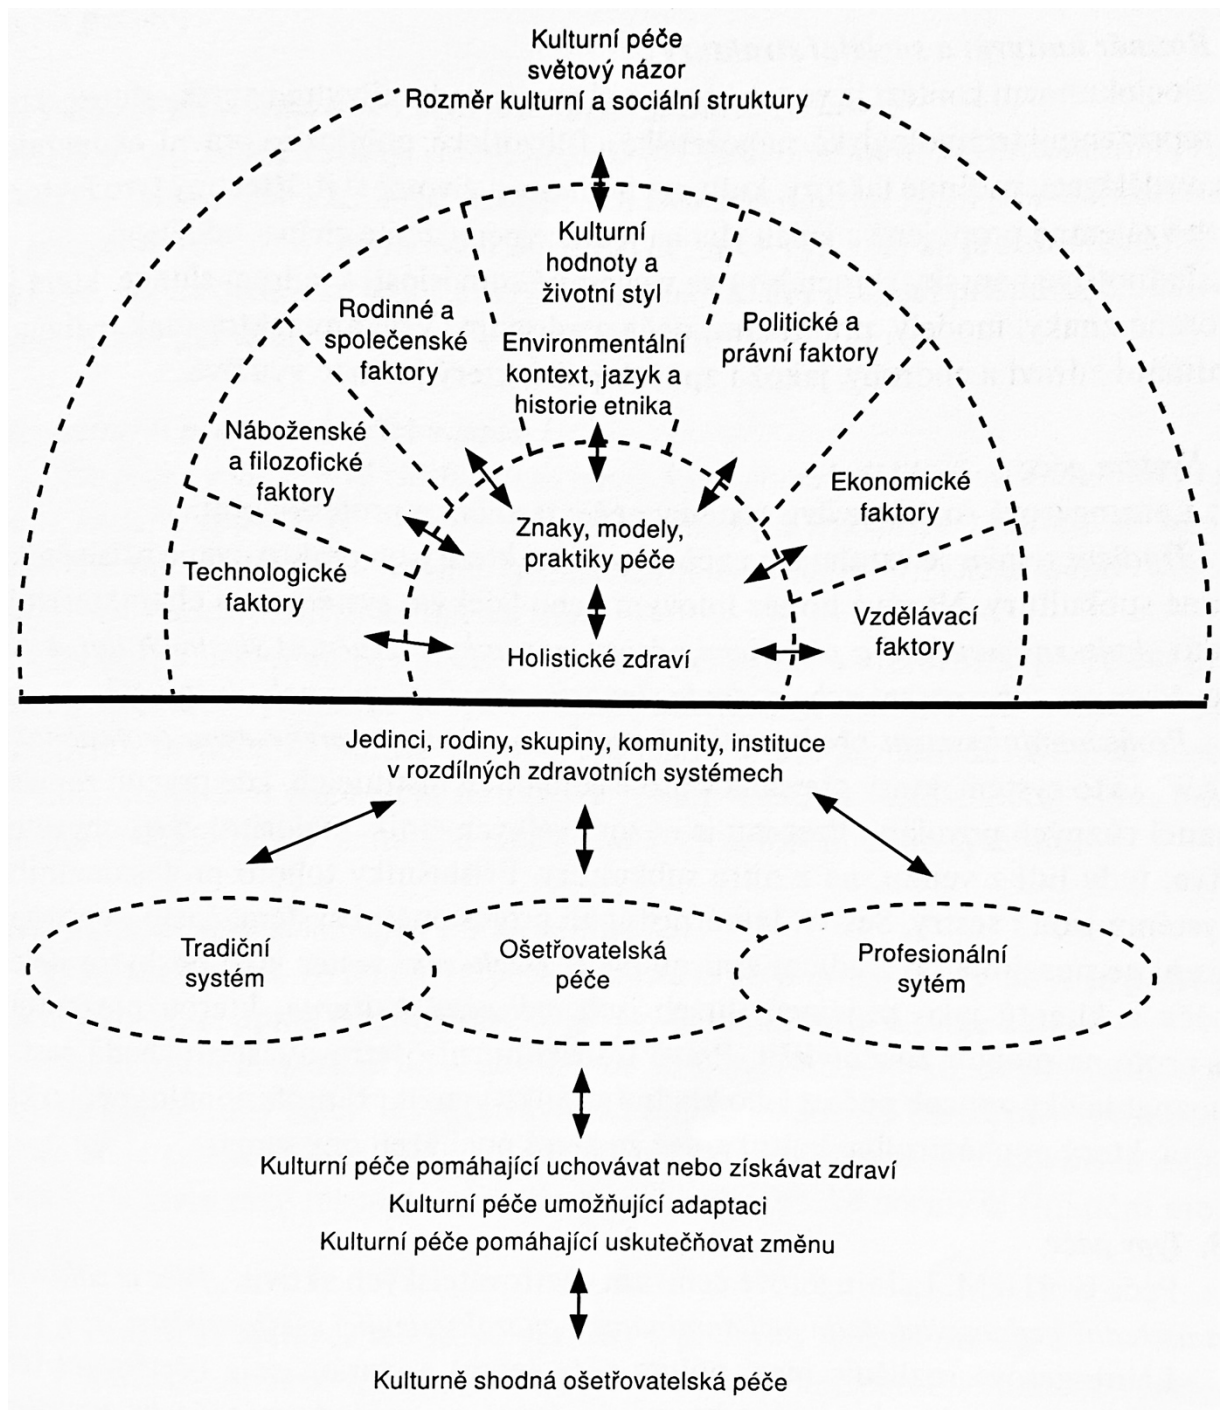 Kulturní péče
světový názor
Rozměr kulturní a sociální struktury
Kulturní
hodnoty a
životní styl
Rodinné a
společenské
faktory
Environmentální
kontext, jazyk a
historie etnika
Politické a
právní faktory
Náboženské
a filozofické
faktory
Ekonomické
faktory
Znaky, modely,
praktiky péče
Technologické
faktory
Vzdělávací
faktory
Holistické zdraví
Jedinci, rodiny, skupiny, komunity, instituce
v rozdílných zdravotních systémech
Tradiční
systém
Ošetřovatelská
péče
Profesionální
sytém
Kulturní péče pomáhající uchovávat nebo získávat zdraví
Kulturní péče umožňující adaptaci
Kulturní péče pomáhající uskutečňovat změnu
Kulturně shodná ošetřovatelská péče